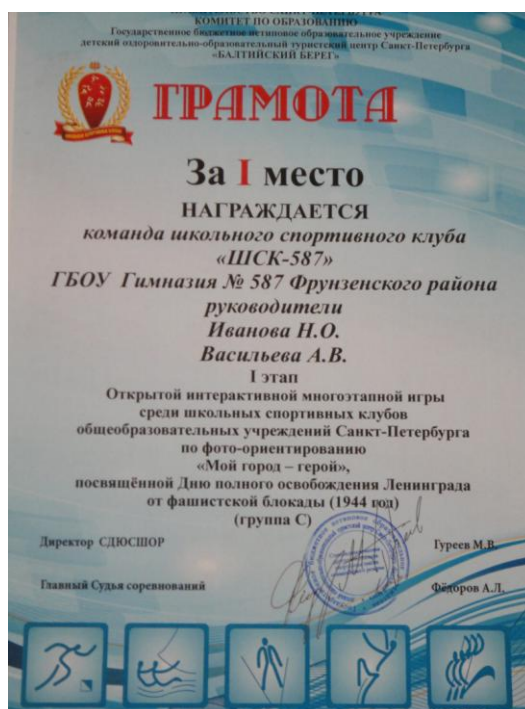 КОМИТЕТ ПО ОБРАЗОВАНИЮ
Государственное бюджетное нетиповое образовательное учреждение
детский оздоровительно-образовательный туристский центр Санкт-Петербурга
«БАЛТИЙСКИЙ БЕРЕГ»
ГРАМОТА
За I место
НАГРАЖДАЕТСЯ
команда школьного спортивного клуба
«ШСК-587»
ГБОУ Гимназия № 587 Фрунзенского района
руководители
Иванова Н.О.
Васильева А.В.
I этап
Открытой интерактивной многоэтапной игры
среди школьных спортивных клубов
общеобразовательных учреждений Санкт-Петербурга
по фото-ориентированию
«Мой город – герой»,
посвящённой Дню полного освобождения Ленинграда
от фашистской блокады (1944 год)
(группа С)
Директор СДЮСШОР
Гуреев М.В.
Главный Судья соревнований
Фёдоров А.Л.